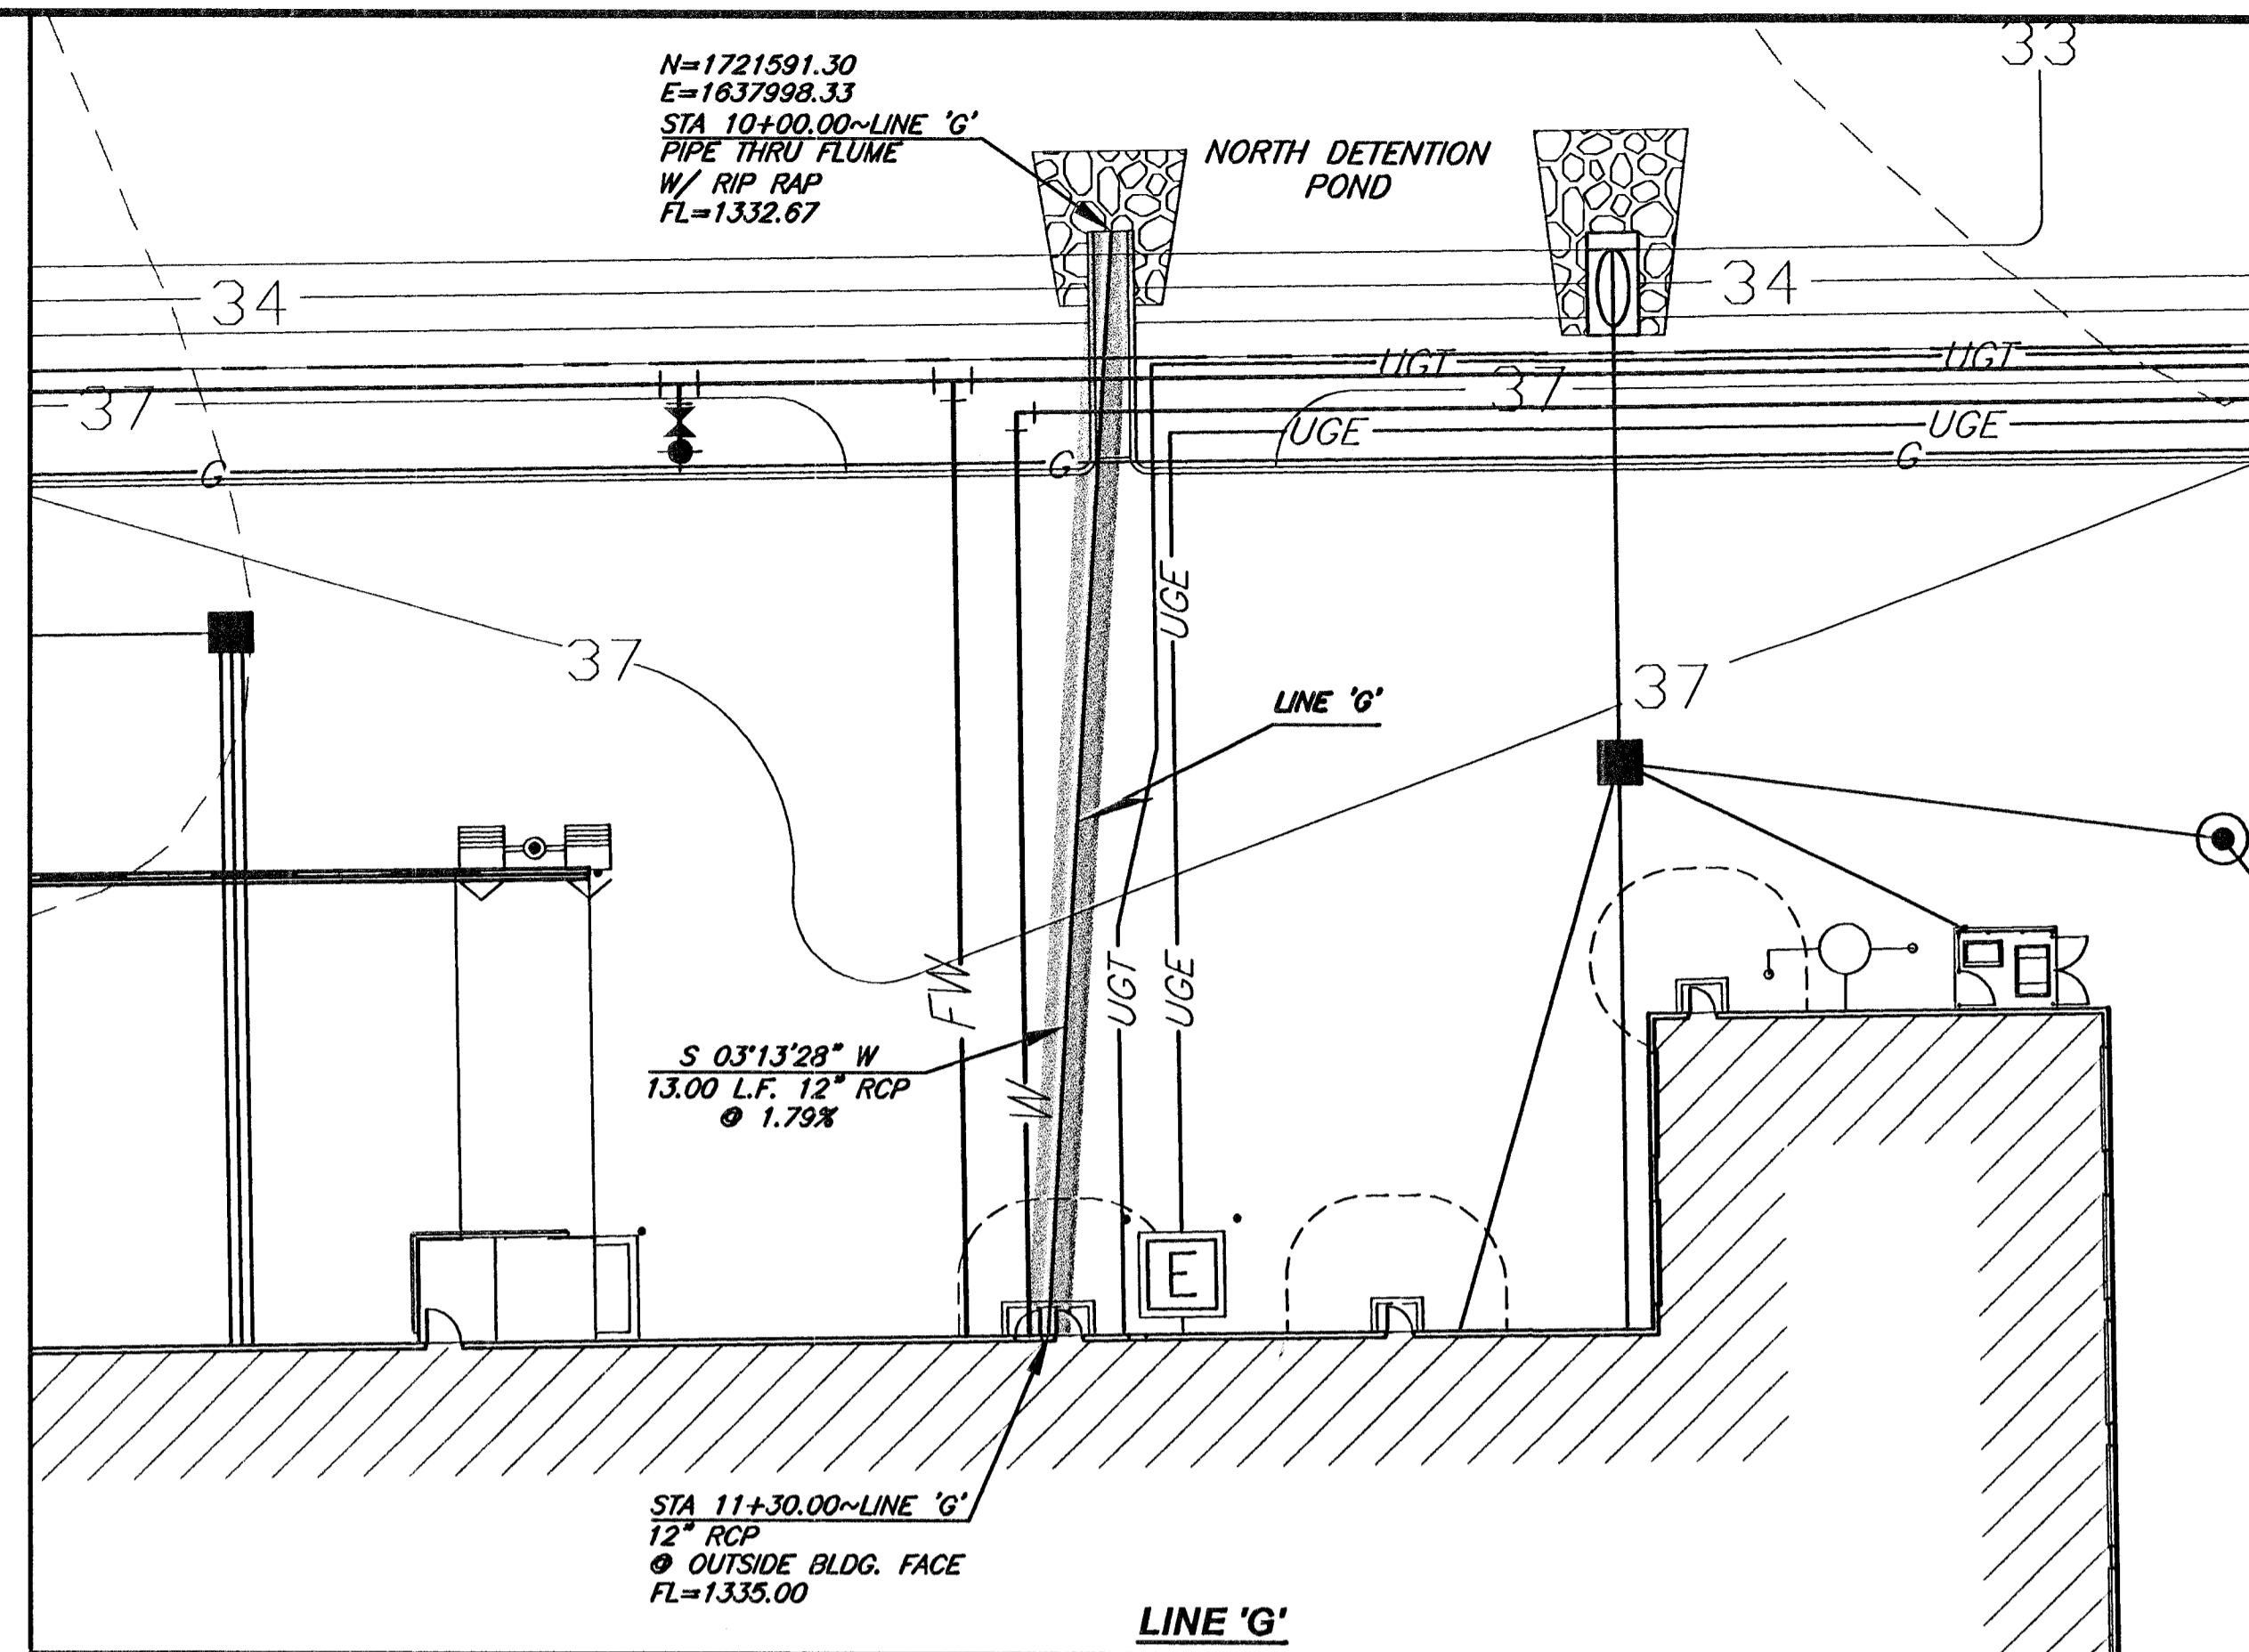 33
N=1721591.30
E=1637998.33
STA 10+00.00~LINE 'G'
PIPE THRU FLUME
W/ RIP RAP
FL=1332.67
NORTH DETENTION
POND
34
34
UGT
UGT
37
37
UGE
UGE
G
G
G
UGE
37
37
LINE 'G'
FW
UGT
UGE
S 03°13'28" W
13.00 L.F. 12" RCP
@ 1.79%
W
E
STA 11+30.00~LINE 'G'
12" RCP
@ OUTSIDE BLDG. FACE
FL=1335.00
LINE 'G'